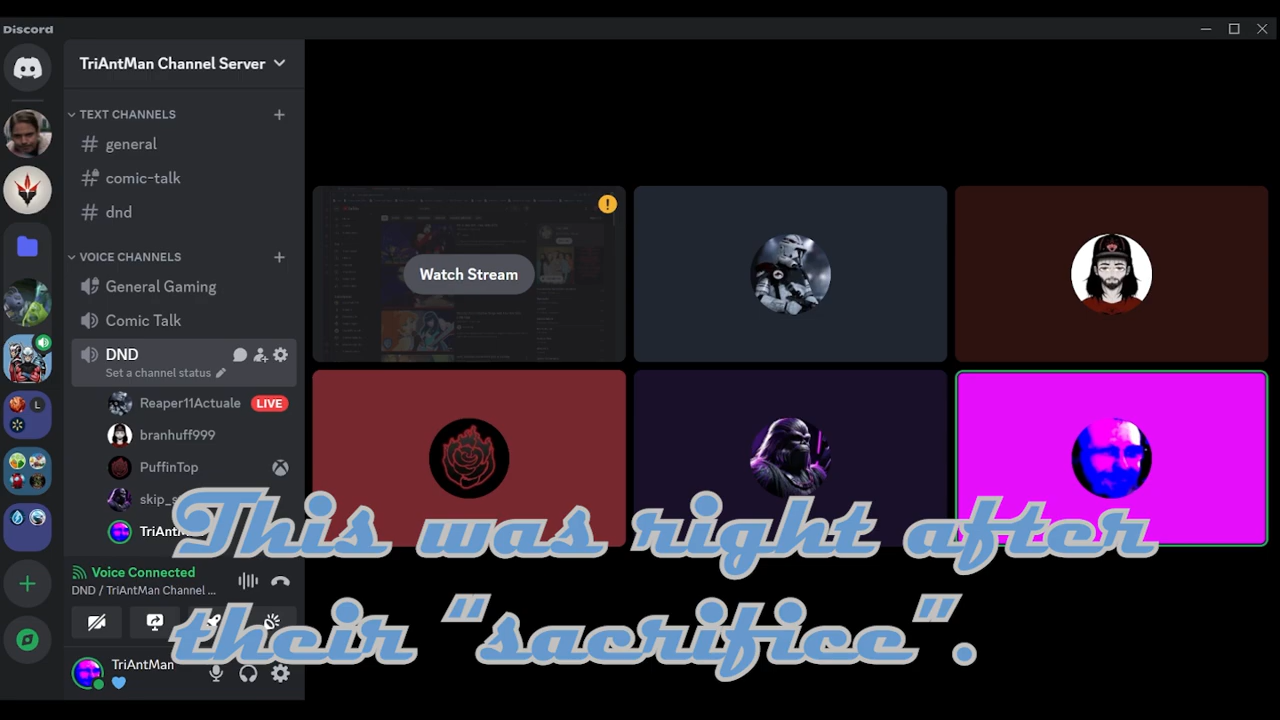 Discord
TriAntMan Channel Server
TEXT CHANNELS
general
comic-talk
dnd
VOICE CHANNELS
General Gaming
Comic Talk
DND
Set a channel status
Reaper11Actuale LIVE
branhuff999
PuffinTop
skip_s
TriAntM
Voice Connected
DND / TriAntMan Channel ...
TriAntMan
L
!
Watch Stream
This was right after
their "sacrifice".